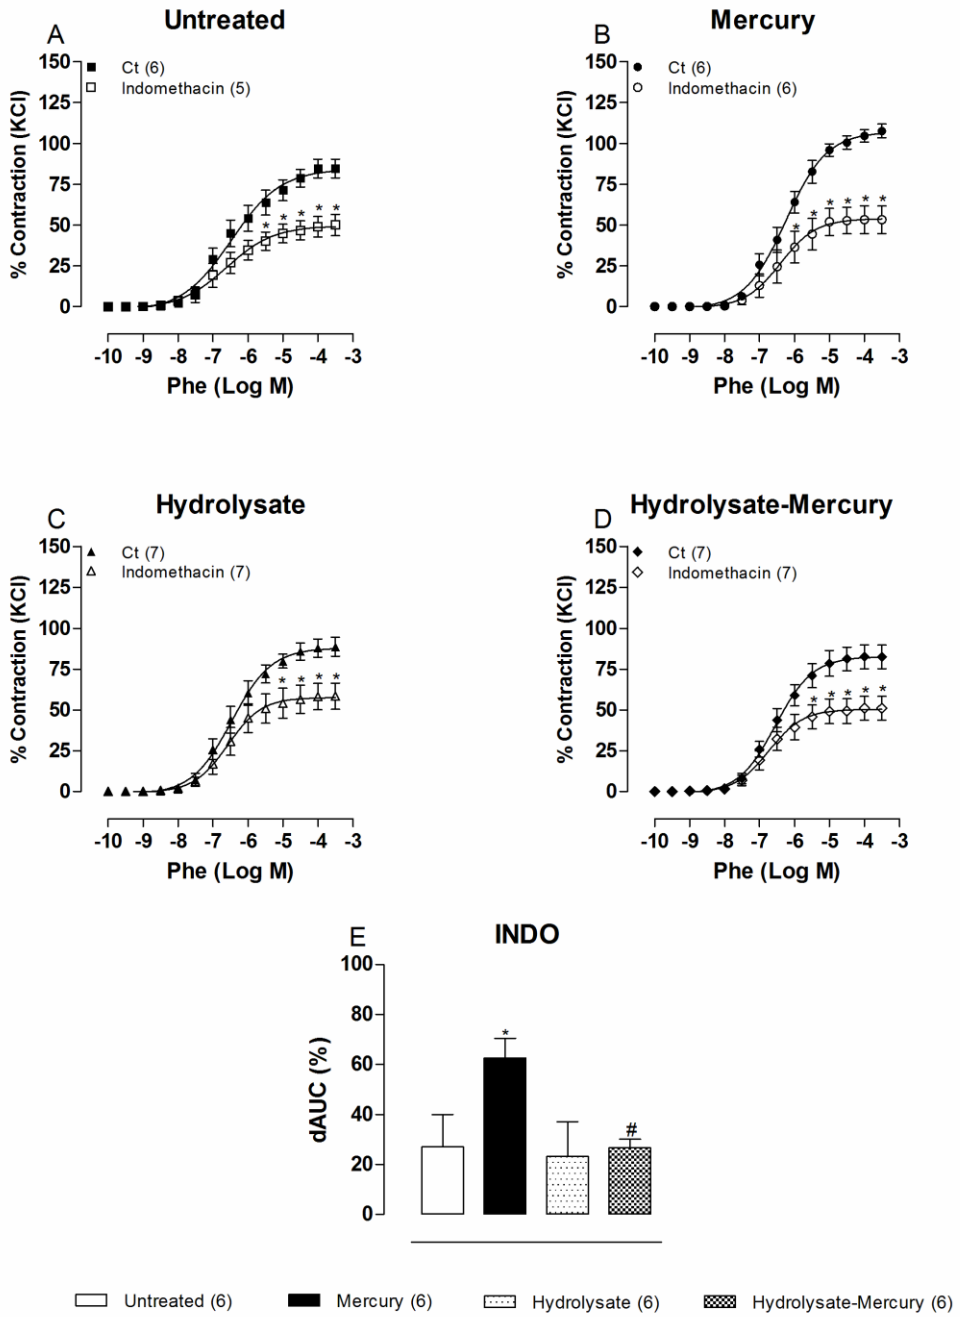 Untreated
A
150
125
100
75
50
25
0
% Contraction (KCl)
Ct (6)
Indomethacin (5)
* * * * *
-10 -9 -8 -7 -6 -5 -4 -3
Phe (Log M)
Mercury
B
150
125
100
75
50
25
0
% Contraction (KCl)
Ct (6)
Indomethacin (6)
* * * * * *
-10 -9 -8 -7 -6 -5 -4 -3
Phe (Log M)
Hydrolysate
C
150
125
100
75
50
25
0
% Contraction (KCl)
Ct (7)
Indomethacin (7)
* * * *
-10 -9 -8 -7 -6 -5 -4 -3
Phe (Log M)
Hydrolysate-Mercury
D
150
125
100
75
50
25
0
% Contraction (KCl)
Ct (7)
Indomethacin (7)
* * * * *
-10 -9 -8 -7 -6 -5 -4 -3
Phe (Log M)
E
INDO
100
80
60
40
20
0
dAUC (%)
*
#
Untreated (6) Mercury (6) Hydrolysate (6) Hydrolysate-Mercury (6)